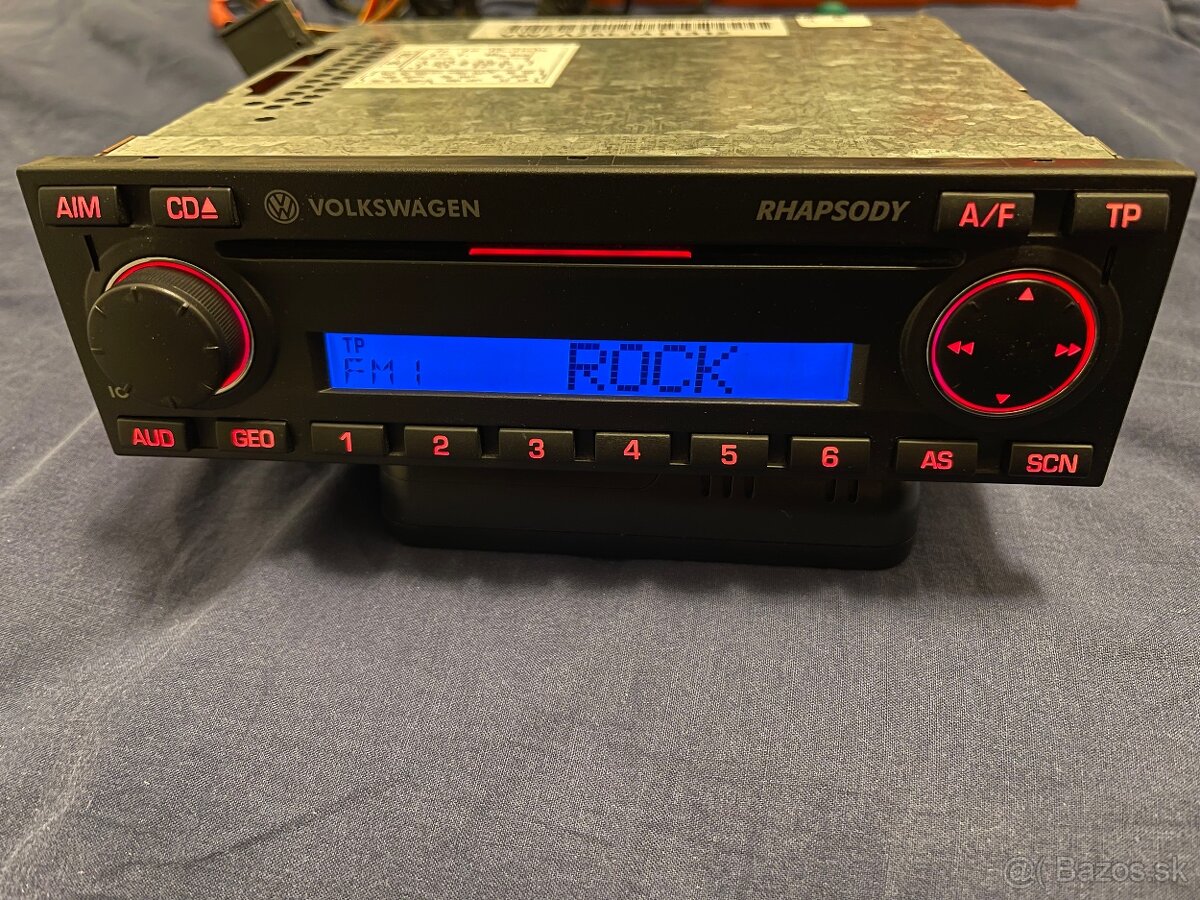 AIM CD VOLKSWAGEN RHAPSODY A/F TP
TP
FM1 ROCK
AUD GEO 1 2 3 4 5 6 AS SCN
@( Bazos.sk